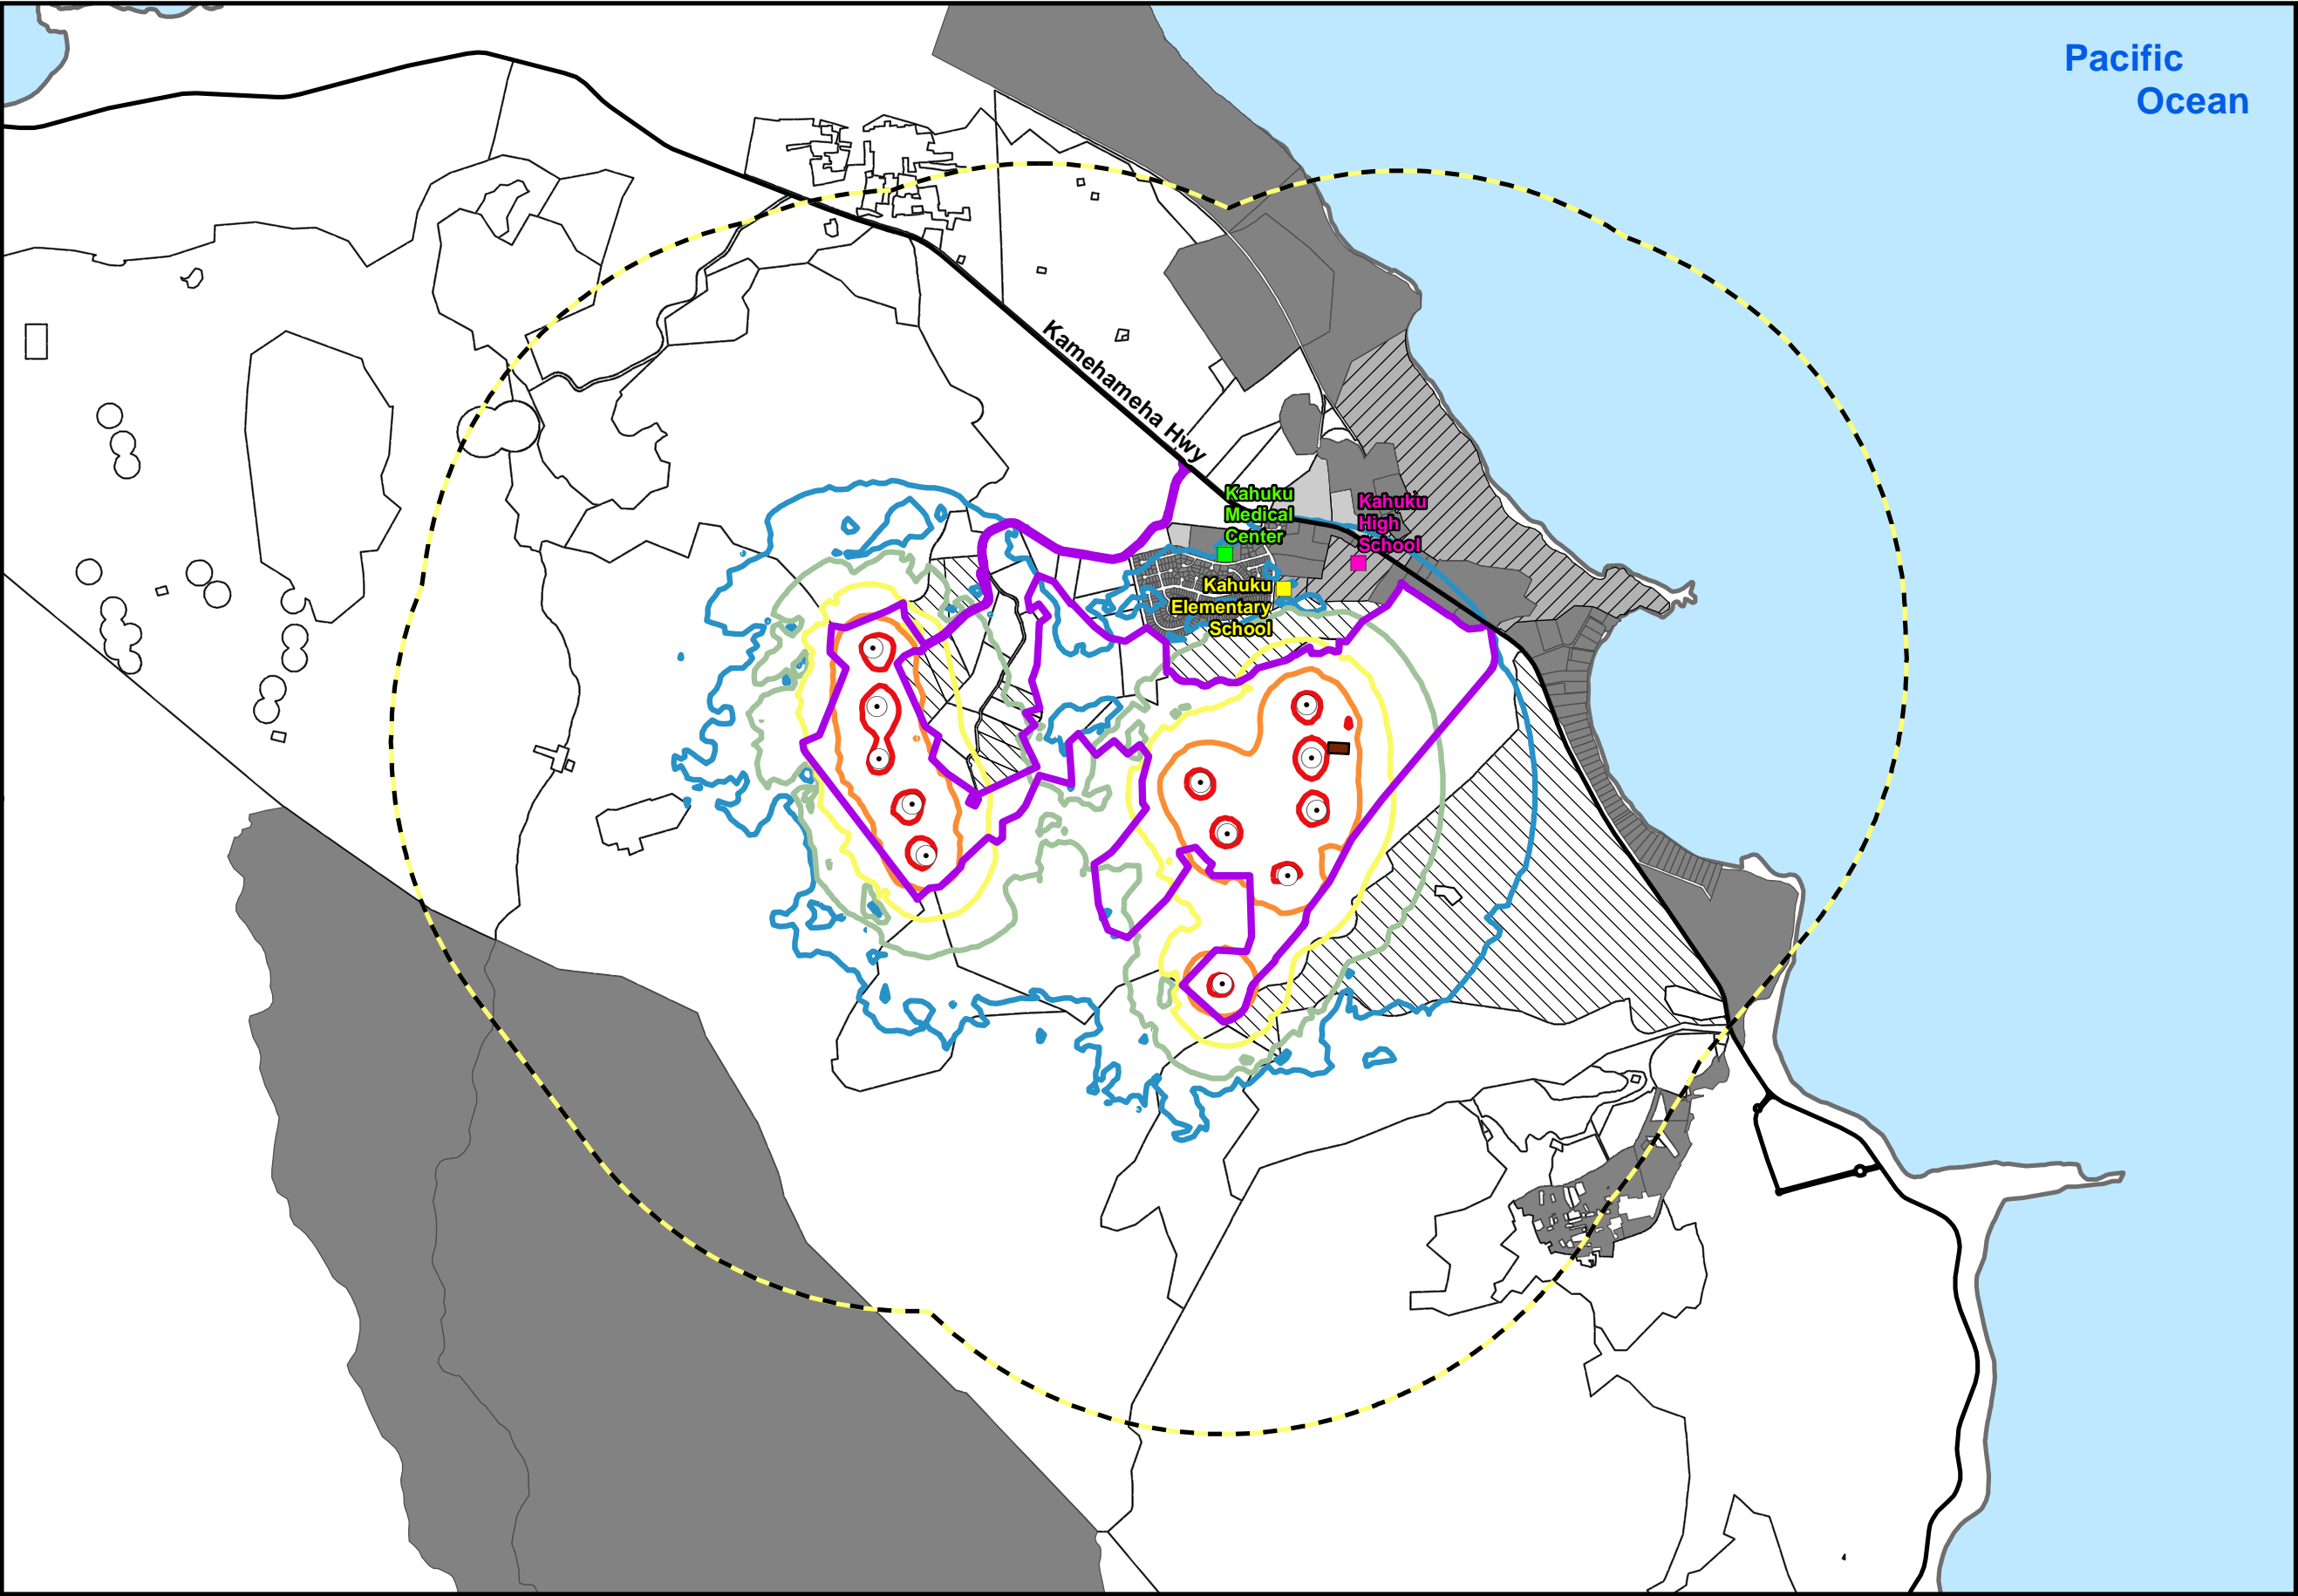 Pacific
Ocean
Kamehameha Hwy
Kahuku
Medical
Center
Kahuku
High
School
Kahuku
Elementary
School